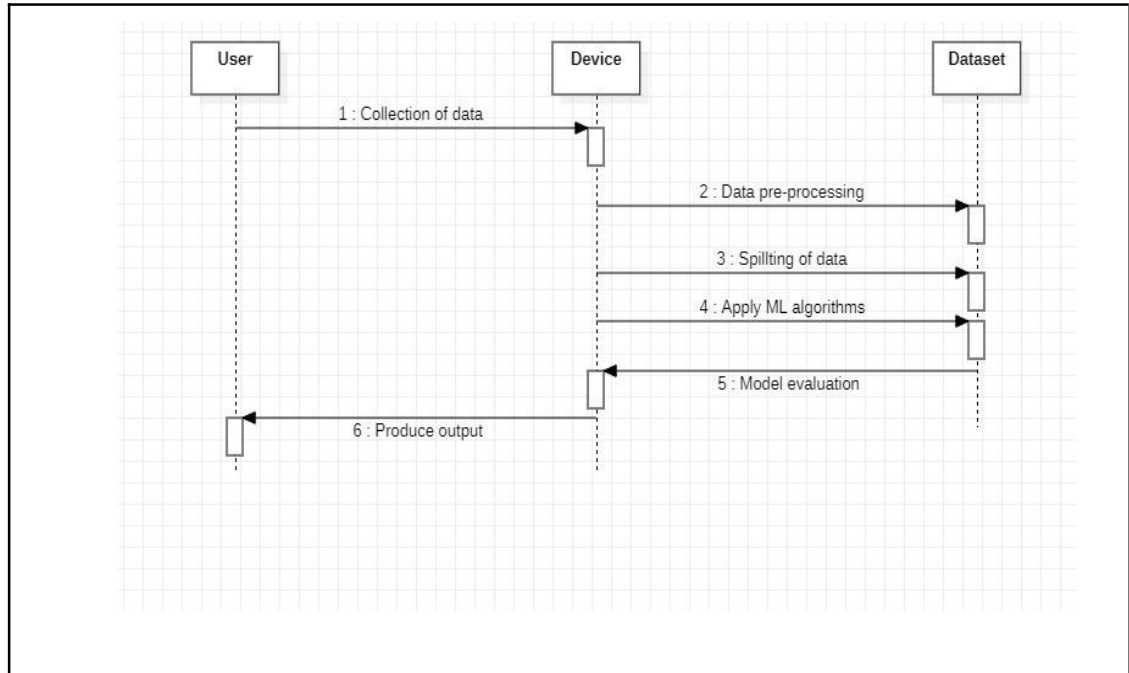 User
Device
Dataset
1 : Collection of data
2 : Data pre-processing
3 : Spillting of data
4 : Apply ML algorithms
5 : Model evaluation
6 : Produce output